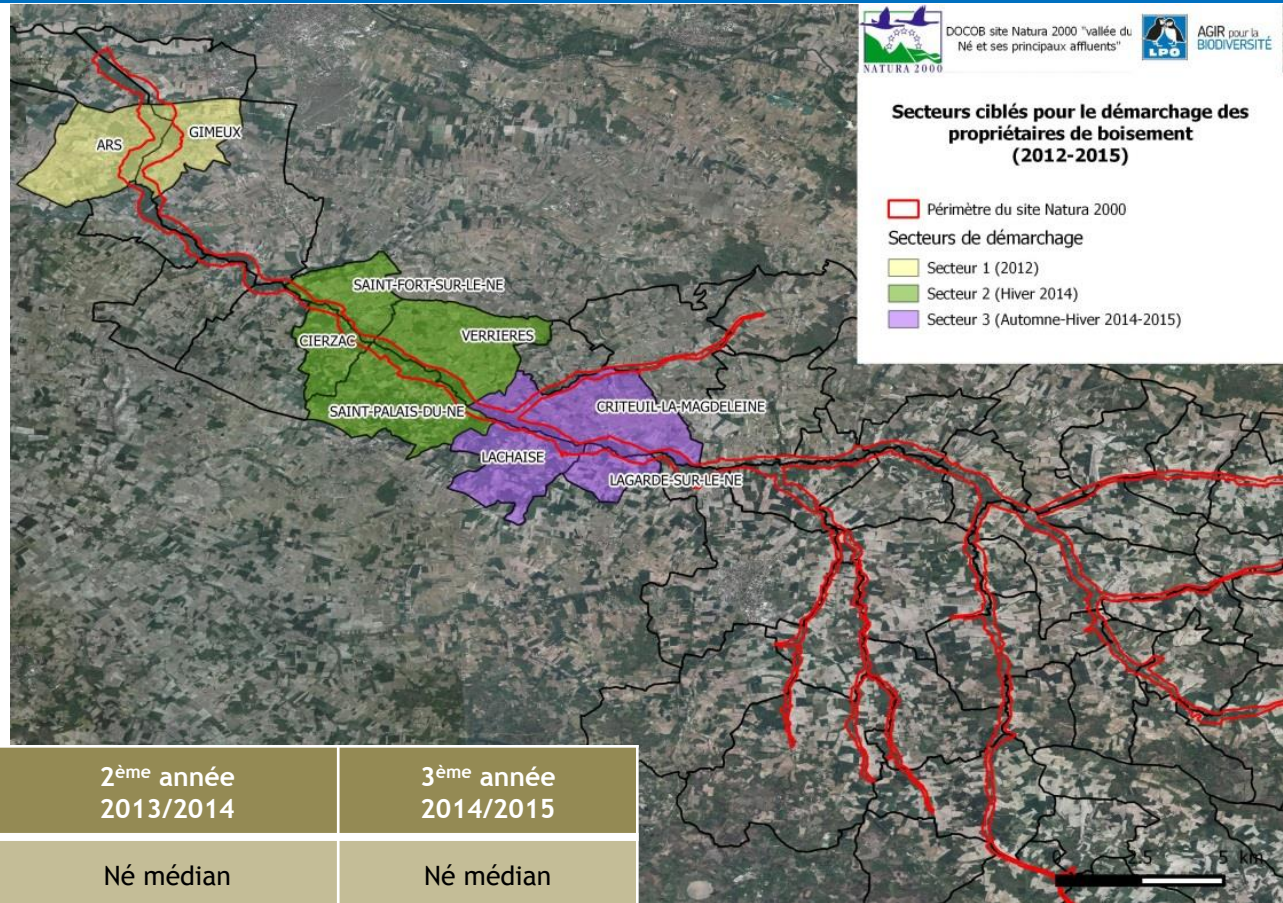 NATURA 2000
DOCOB site Natura 2000 "vallée du
Né et ses principaux affluents"
LPO
AGIR pour la
BIODIVERSITÉ
Secteurs ciblés pour le démarchage des
propriétaires de boisement
(2012-2015)
Périmètre du site Natura 2000
Secteurs de démarchage
Secteur 1 (2012)
Secteur 2 (Hiver 2014)
Secteur 3 (Automne-Hiver 2014-2015)
ARS
GIMEUX
SAINT-FORT-SUR-LE-NE
CIERZAC
VERRIERES
SAINT-PALAIS-DU-NE
CRITEUIL-LA-MAGDELEINE
LACHAISE
LAGARDE-SUR-LE-NE
0 2.5 5 km
2ème année
2013/2014
3ème année
2014/2015
Né médian
Né médian